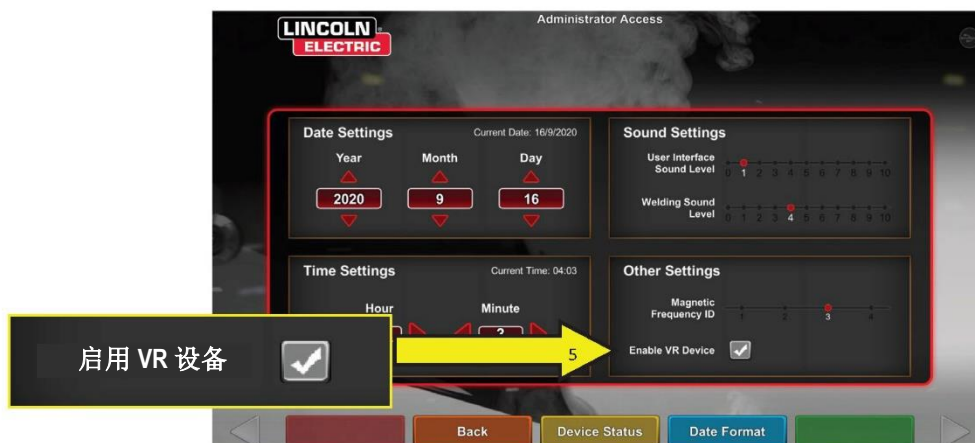 LINCOLN
ELECTRIC
Administrator Access
Date Settings
Current Date: 16/9/2020
Year
Month
Day
2020
9
16
Sound Settings
User Interface
Sound Level
0 1 2 3 4 5 6 7 8 9 10
Welding Sound
Level
0 1 2 3 4 5 6 7 8 9 10
Time Settings
Current Time: 04:03
Hour
Minute
3
Other Settings
Magnetic
Frequency ID
1 2 3 4
Enable VR Device
启用 VR 设备
5
Back
Device Status
Date Format